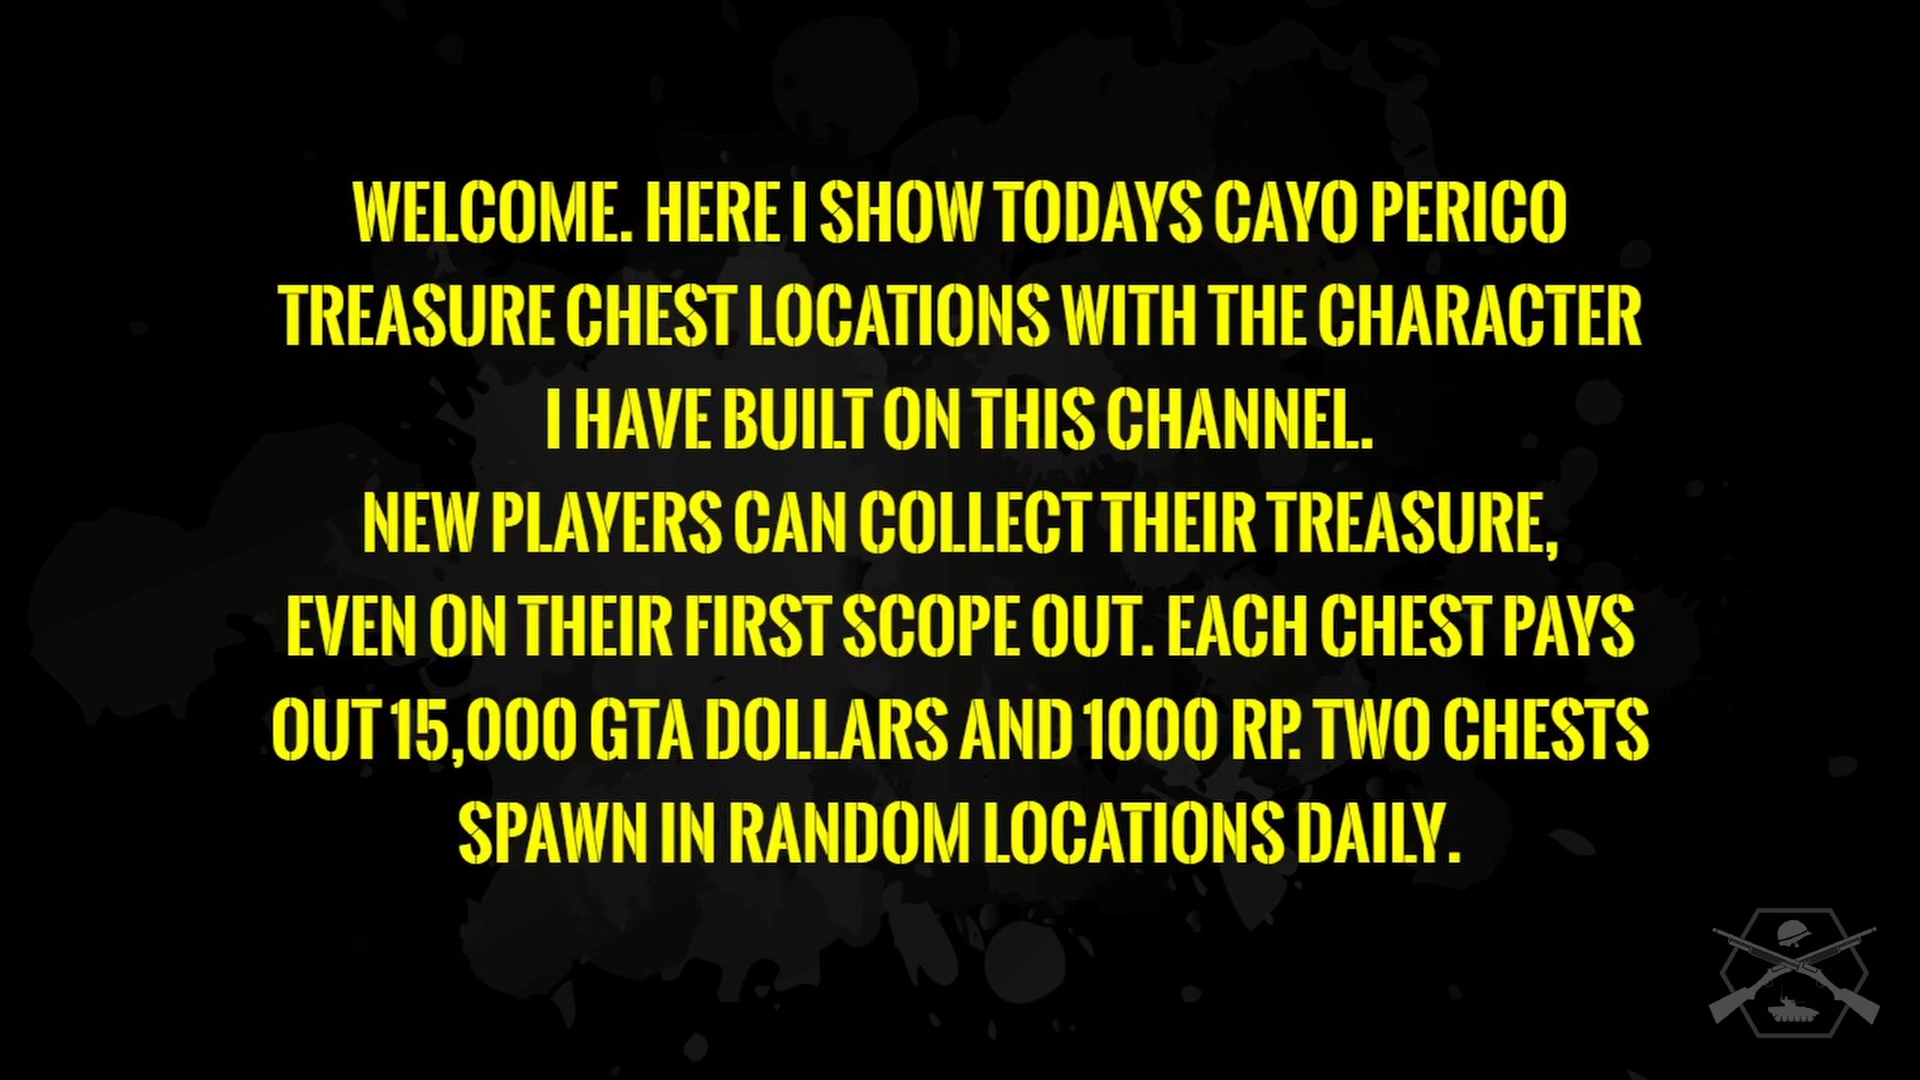 WELCOME. HERE I SHOW TODAYS CAYO PERICO
TREASURE CHEST LOCATIONS WITH THE CHARACTER
I HAVE BUILT ON THIS CHANNEL.
NEW PLAYERS CAN COLLECT THEIR TREASURE,
EVEN ON THEIR FIRST SCOPE OUT. EACH CHEST PAYS
OUT 15,000 GTA DOLLARS AND 1000 RP. TWO CHESTS
SPAWN IN RANDOM LOCATIONS DAILY.